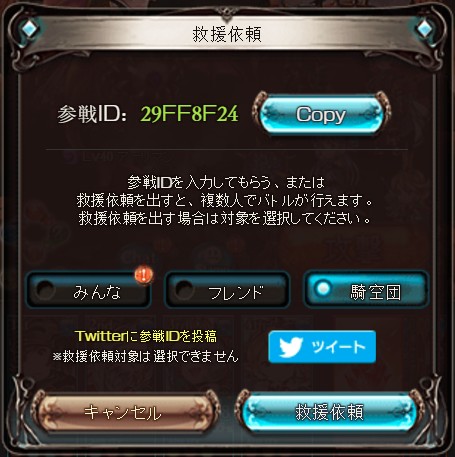 救援依頼
参戦ID: 29FF8F24 Copy
参戦IDを入力してもらう、または
救援依頼を出すと、複数人でバトルが行えます。
救援依頼を出す場合は対象を選択してください。
みんな ! フレンド 騎空団
Twitterに参戦IDを投稿
※救援依頼対象は選択できません
ツイート
キャンセル 救援依頼